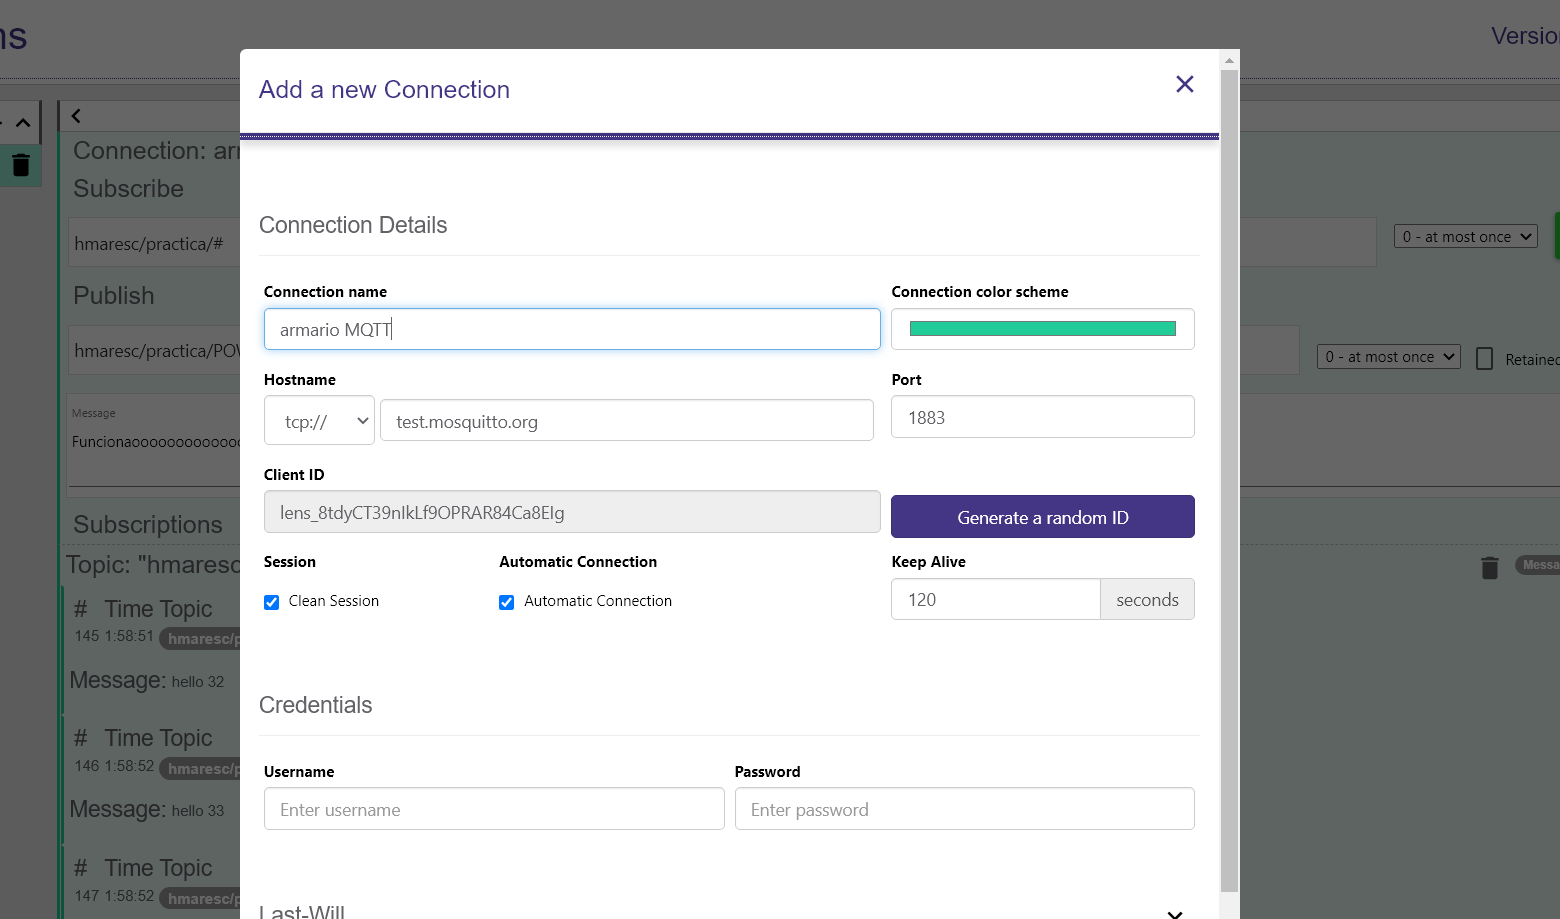 ns
Versio
Add a new Connection
Connection: arm
Subscribe
hmaresc/practica/#
0 - at most once
Publish
hmaresc/practica/POW
0 - at most once
Retained
Message
Funcionaoooooooooooo
Subscriptions
Topic: "hmaresc
Messa
# Time Topic
145 1:58:51 hmaresc/p
Message: hello 32
# Time Topic
146 1:58:52 hmaresc/p
Message: hello 33
# Time Topic
147 1:58:52 hmaresc/p
Connection Details
Connection name
Connection color scheme
armario MQTT
Hostname
Port
tcp://
test.mosquitto.org
1883
Client ID
Generate a random ID
Session
Automatic Connection
Keep Alive
Clean Session
Automatic Connection
120 seconds
Credentials
Username
Password
Enter username
Enter password
Last-Will